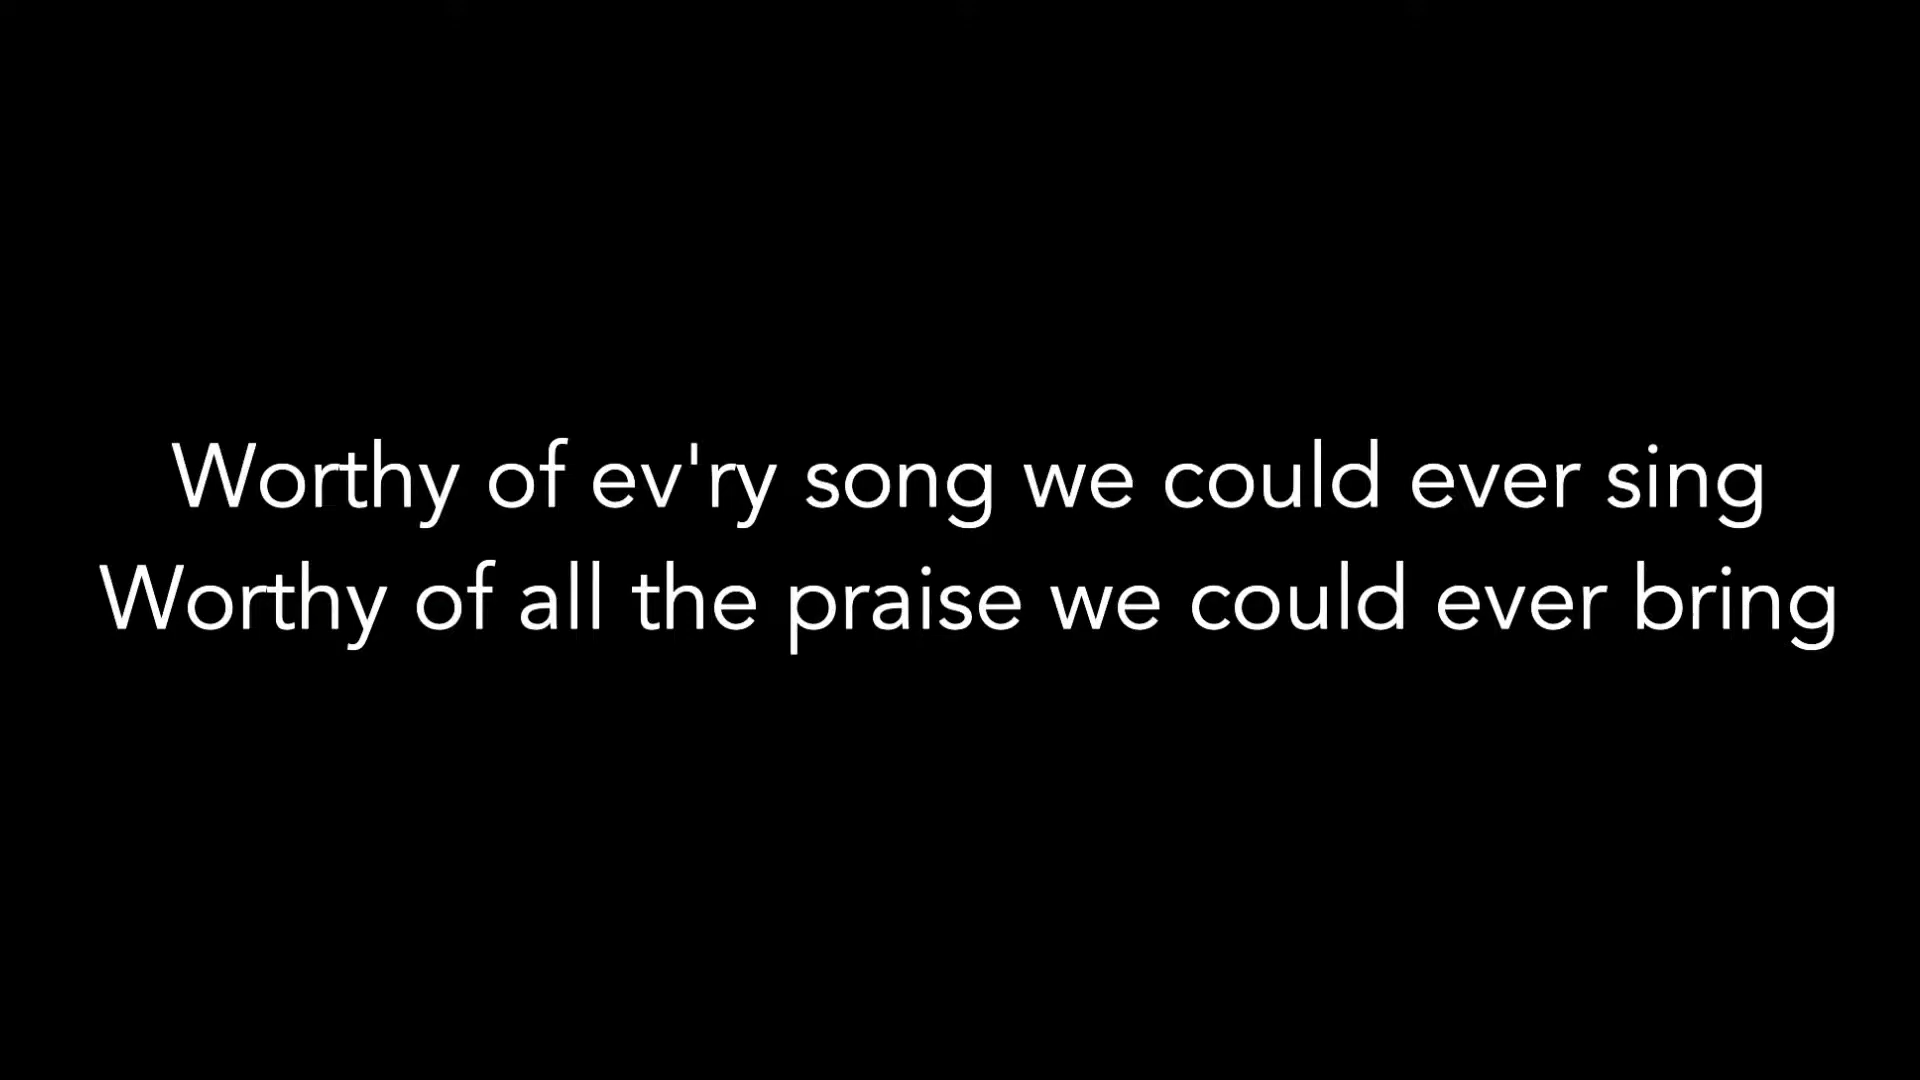 Worthy of ev'ry song we could ever sing
Worthy of all the praise we could ever bring